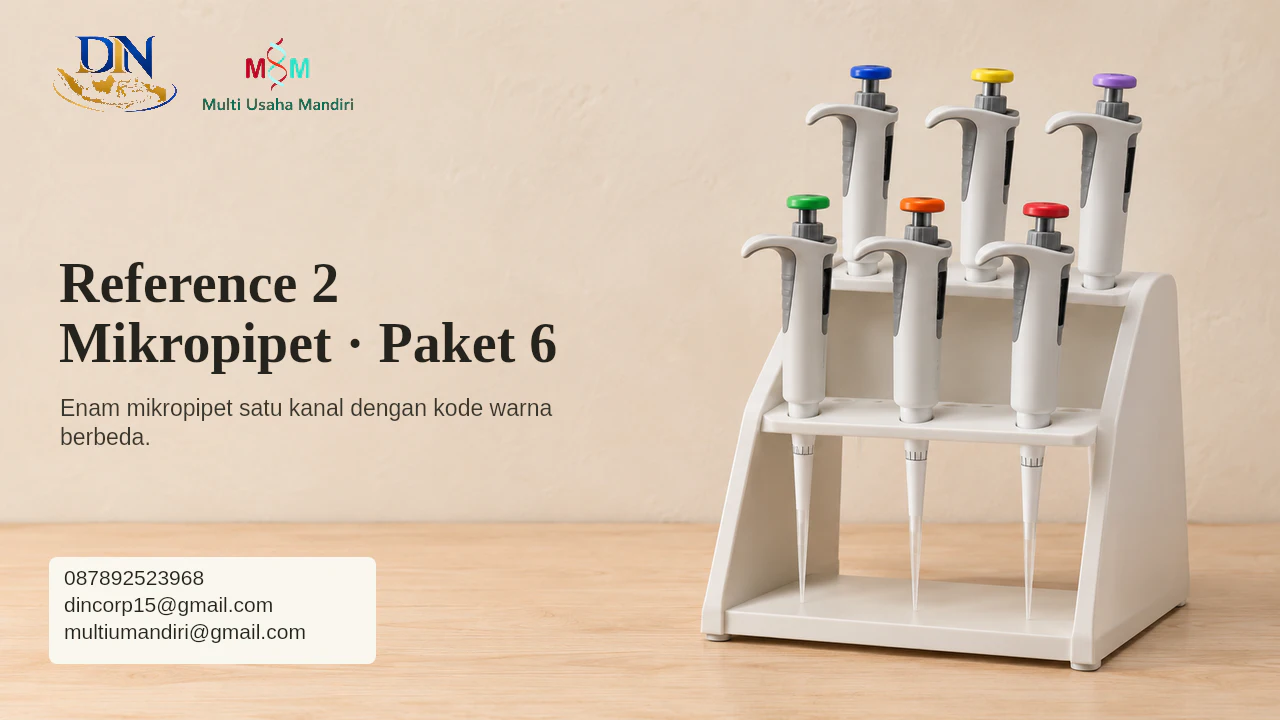 DN
MSM
Multi Usaha Mandiri
Reference 2
Mikropipet · Paket 6
Enam mikropipet satu kanal dengan kode warna
berbeda.
087892523968
dincorp15@gmail.com
multiumandiri@gmail.com